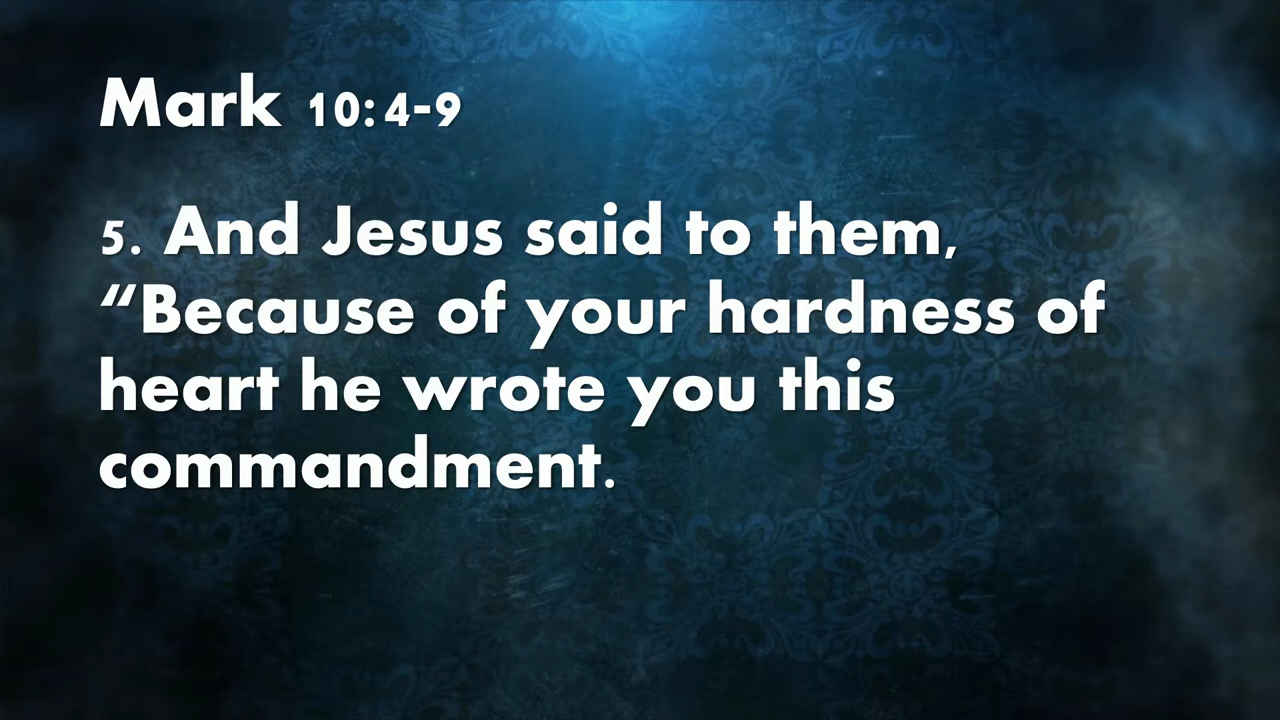 Mark 10:4-9
5. And Jesus said to them,
“Because of your hardness of
heart he wrote you this
commandment.